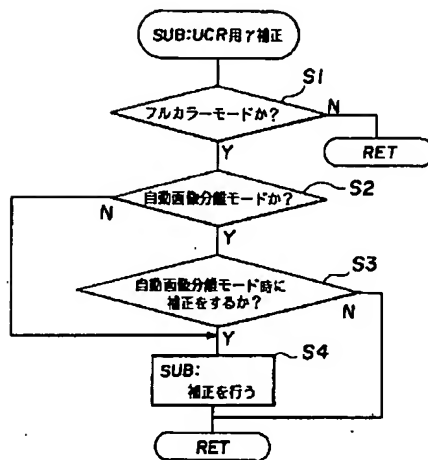 SUB:UCR用γ補正
S1
フルカラーモードか?
N
RET
Y
S2
自動画像分離モードか?
N
Y
S3
自動画像分離モード時に
補正をするか?
N
Y
S4
SUB:
補正を行う
RET